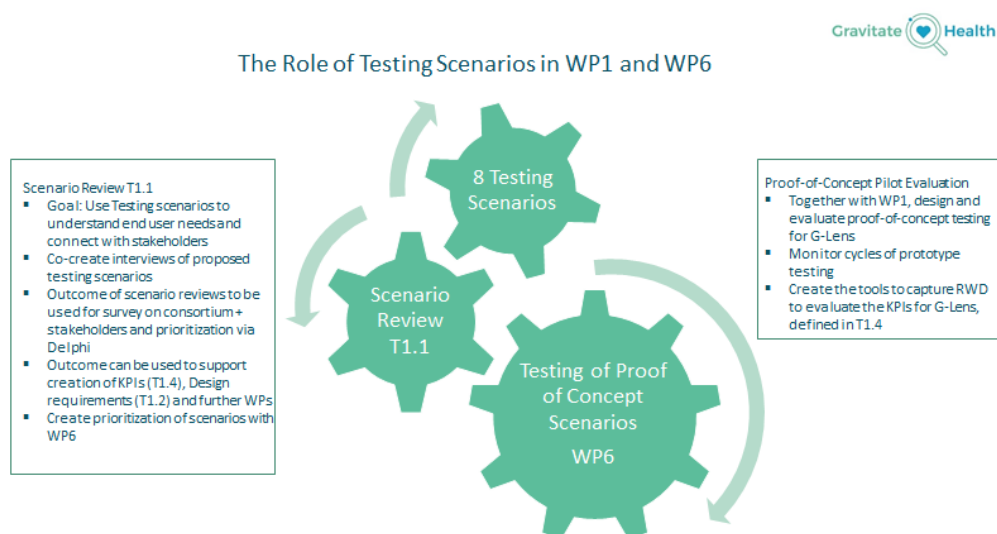 Gravitate Health
The Role of Testing Scenarios in WP1 and WP6
8 Testing
Scenarios
Scenario
Review
T1.1
Testing of Proof
of Concept
Scenarios
WP6
Scenario Review T1.1
▪ Goal: Use Testing scenarios to
understand end user needs and
connect with stakeholders
▪ Co-create interviews of proposed
testing scenarios
▪ Outcome of scenario reviews to be
used for survey on consortium +
stakeholders and prioritization via
Delphi
▪ Outcome can be used to support
creation of KPIs (T1.4), Design
requirements (T1.2) and further WPs
▪ Create prioritization of scenarios with
WP6
Proof-of-Concept Pilot Evaluation
▪ Together with WP1, design and
evaluate proof-of-concept testing
for G-Lens
▪ Monitor cycles of prototype
testing
▪ Create the tools to capture RWD
to evaluate the KPIs for G-Lens,
defined in T1.4